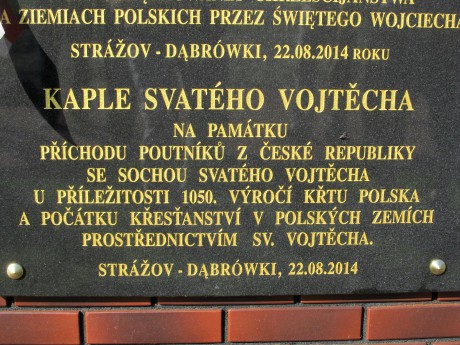 A ZIEMIACH POLSKICH PRZEZ ŚWIĘTEGO WOJCIECHA
STRÁŽOV - DĄBRÓWKI, 22.08.2014 ROKU
KAPLE SVATÉHO VOJTĚCHA
NA PAMÁTKU
PŘÍCHODU POUTNÍKŮ Z ČESKÉ REPUBLIKY
SE SOCHOU SVATÉHO VOJTĚCHA
U PŘÍLEŽITOSTI 1050. VÝROČÍ KŘTU POLSKA
A POČÁTKU KŘESŤANSTVÍ V POLSKÝCH ZEMÍCH
PROSTŘEDNICTVÍM SV. VOJTĚCHA.
STRÁŽOV - DĄBRÓWKI, 22.08.2014